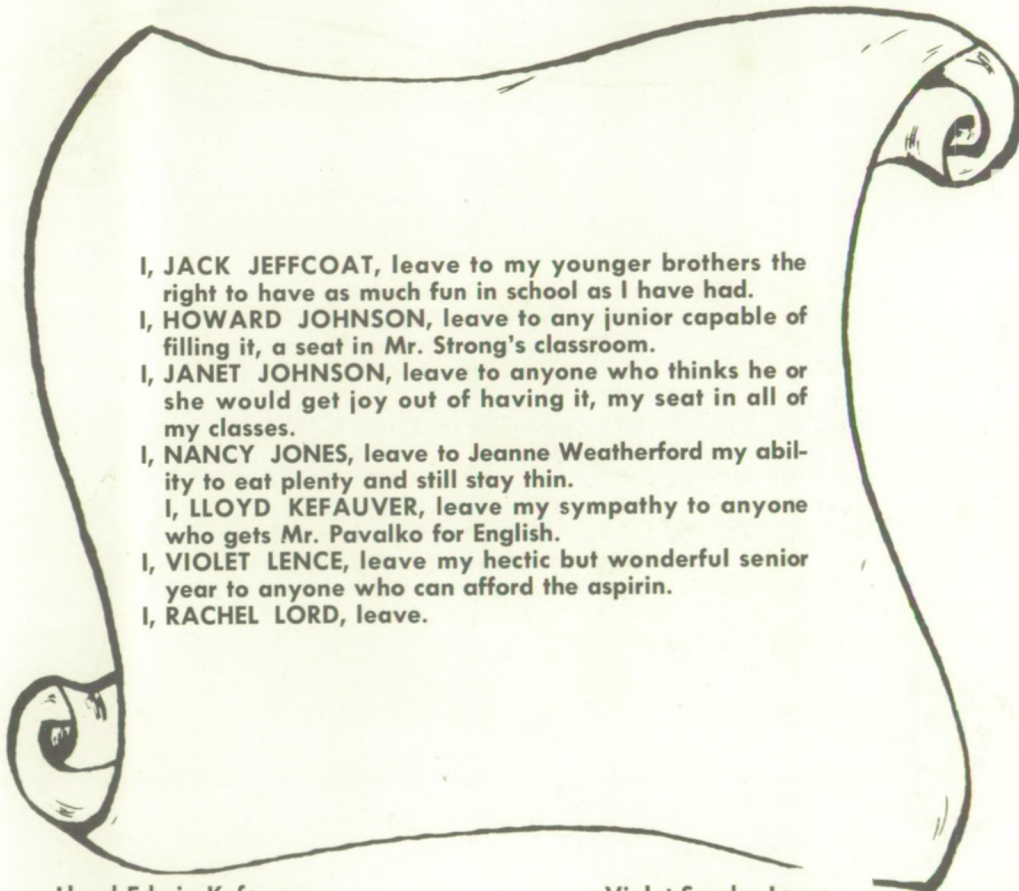 I, JACK JEFFCOAT, leave to my younger brothers the
right to have as much fun in school as I have had.
I, HOWARD JOHNSON, leave to any junior capable of
filling it, a seat in Mr. Strong's classroom.
I, JANET JOHNSON, leave to anyone who thinks he or
she would get joy out of having it, my seat in all of
my classes.
I, NANCY JONES, leave to Jeanne Weatherford my abil-
ity to eat plenty and still stay thin.
I, LLOYD KEFAUVER, leave my sympathy to anyone
who gets Mr. Pavalko for English.
I, VIOLET LENCE, leave my hectic but wonderful senior
year to anyone who can afford the aspirin.
I, RACHEL LORD, leave.